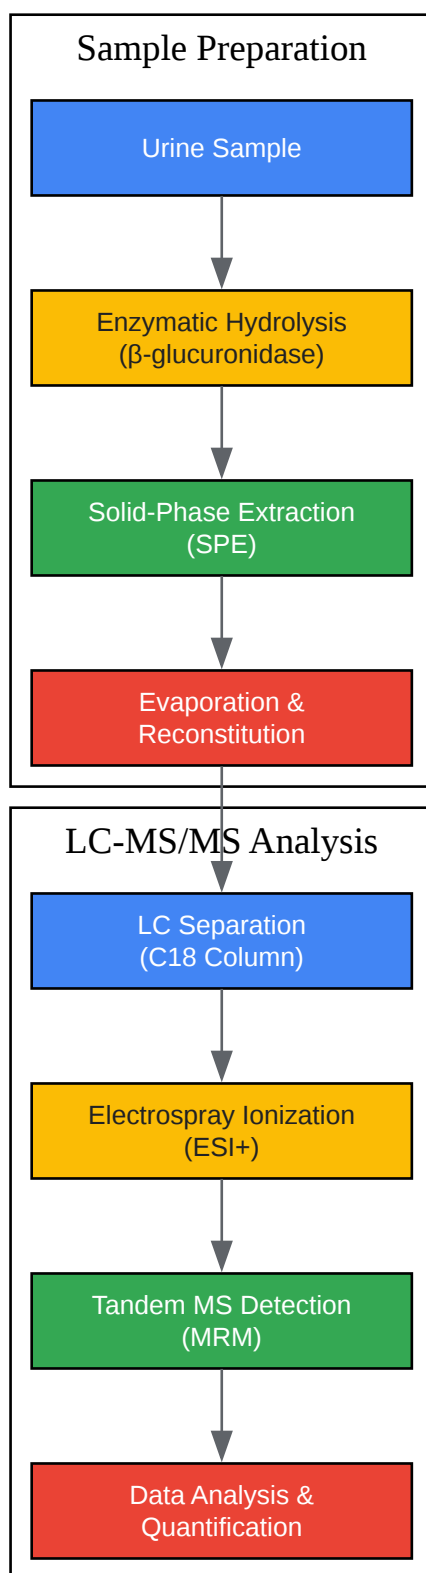 Sample Preparation
Urine Sample
Enzymatic Hydrolysis
(β-glucuronidase)
Solid-Phase Extraction
(SPE)
Evaporation &
Reconstitution
LC-MS/MS Analysis
LC Separation
(C18 Column)
Electrospray Ionization
(ESI+)
Tandem MS Detection
(MRM)
Data Analysis &
Quantification